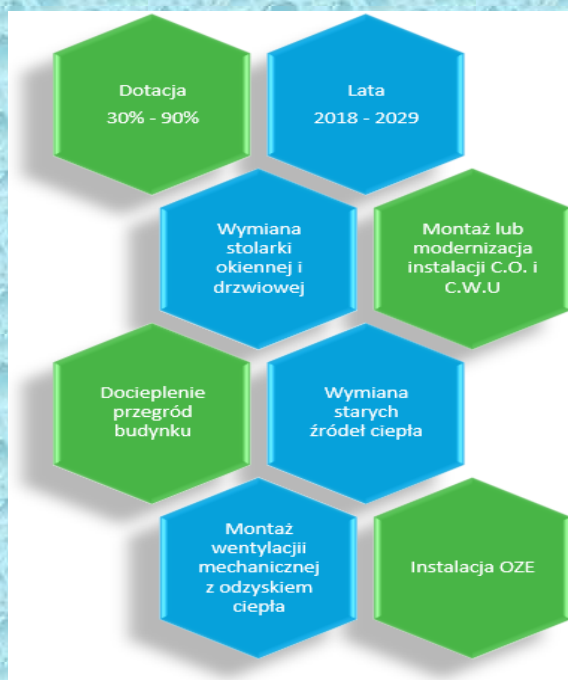 Dotacja
30% - 90%
Lata
2018 - 2029
Wymiana
stolarki
okiennej i
drzwiowej
Montaż lub
modernizacja
instalacji C.O. i
C.W.U
Docieplenie
przegród
budynku
Wymiana
starych
źródeł ciepła
Montaż
wentylacjii
mechanicznej
z odzyskiem
ciepła
Instalacja OZE